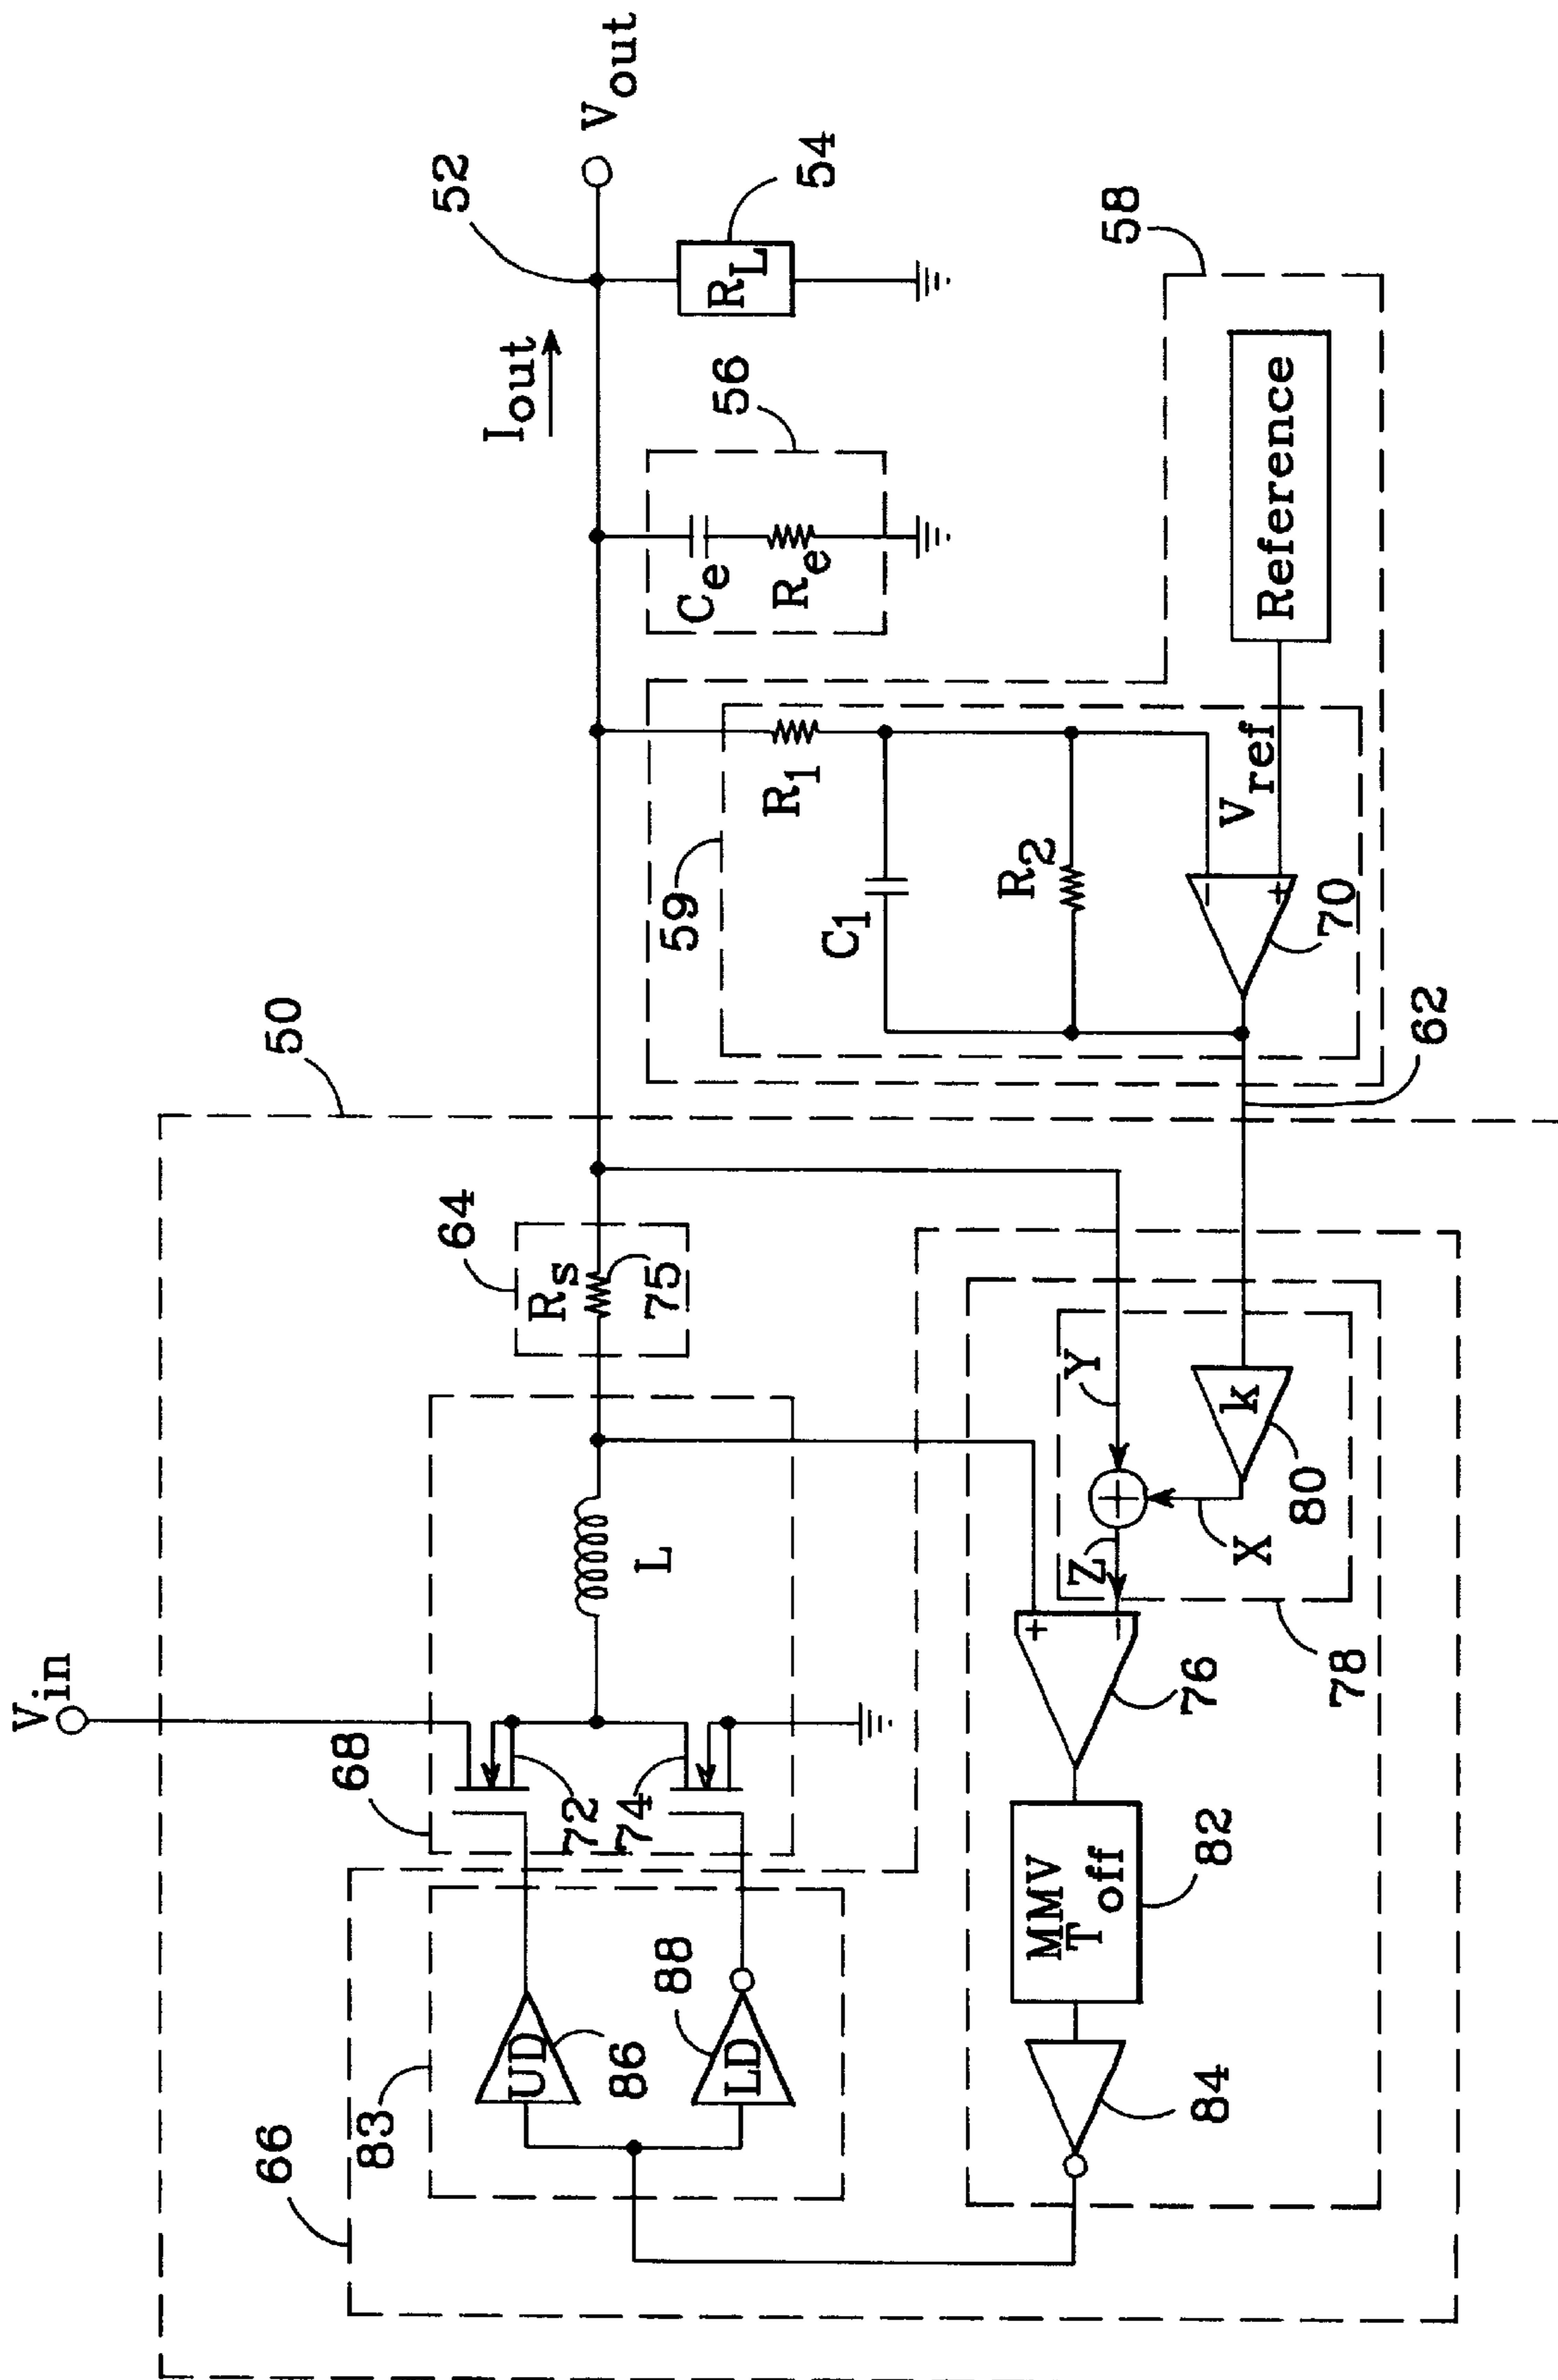 Vin
50
66
83
68
UD
86
LD
88
72
74
L
64
Rs
75
Iout
52
Vout
RL
54
56
Ce
Re
59
R1
C1
R2
58
Reference
Vref
−
+
70
62
84
MMV
Toff
82
76
+
−
78
Z
Y
X
k
80